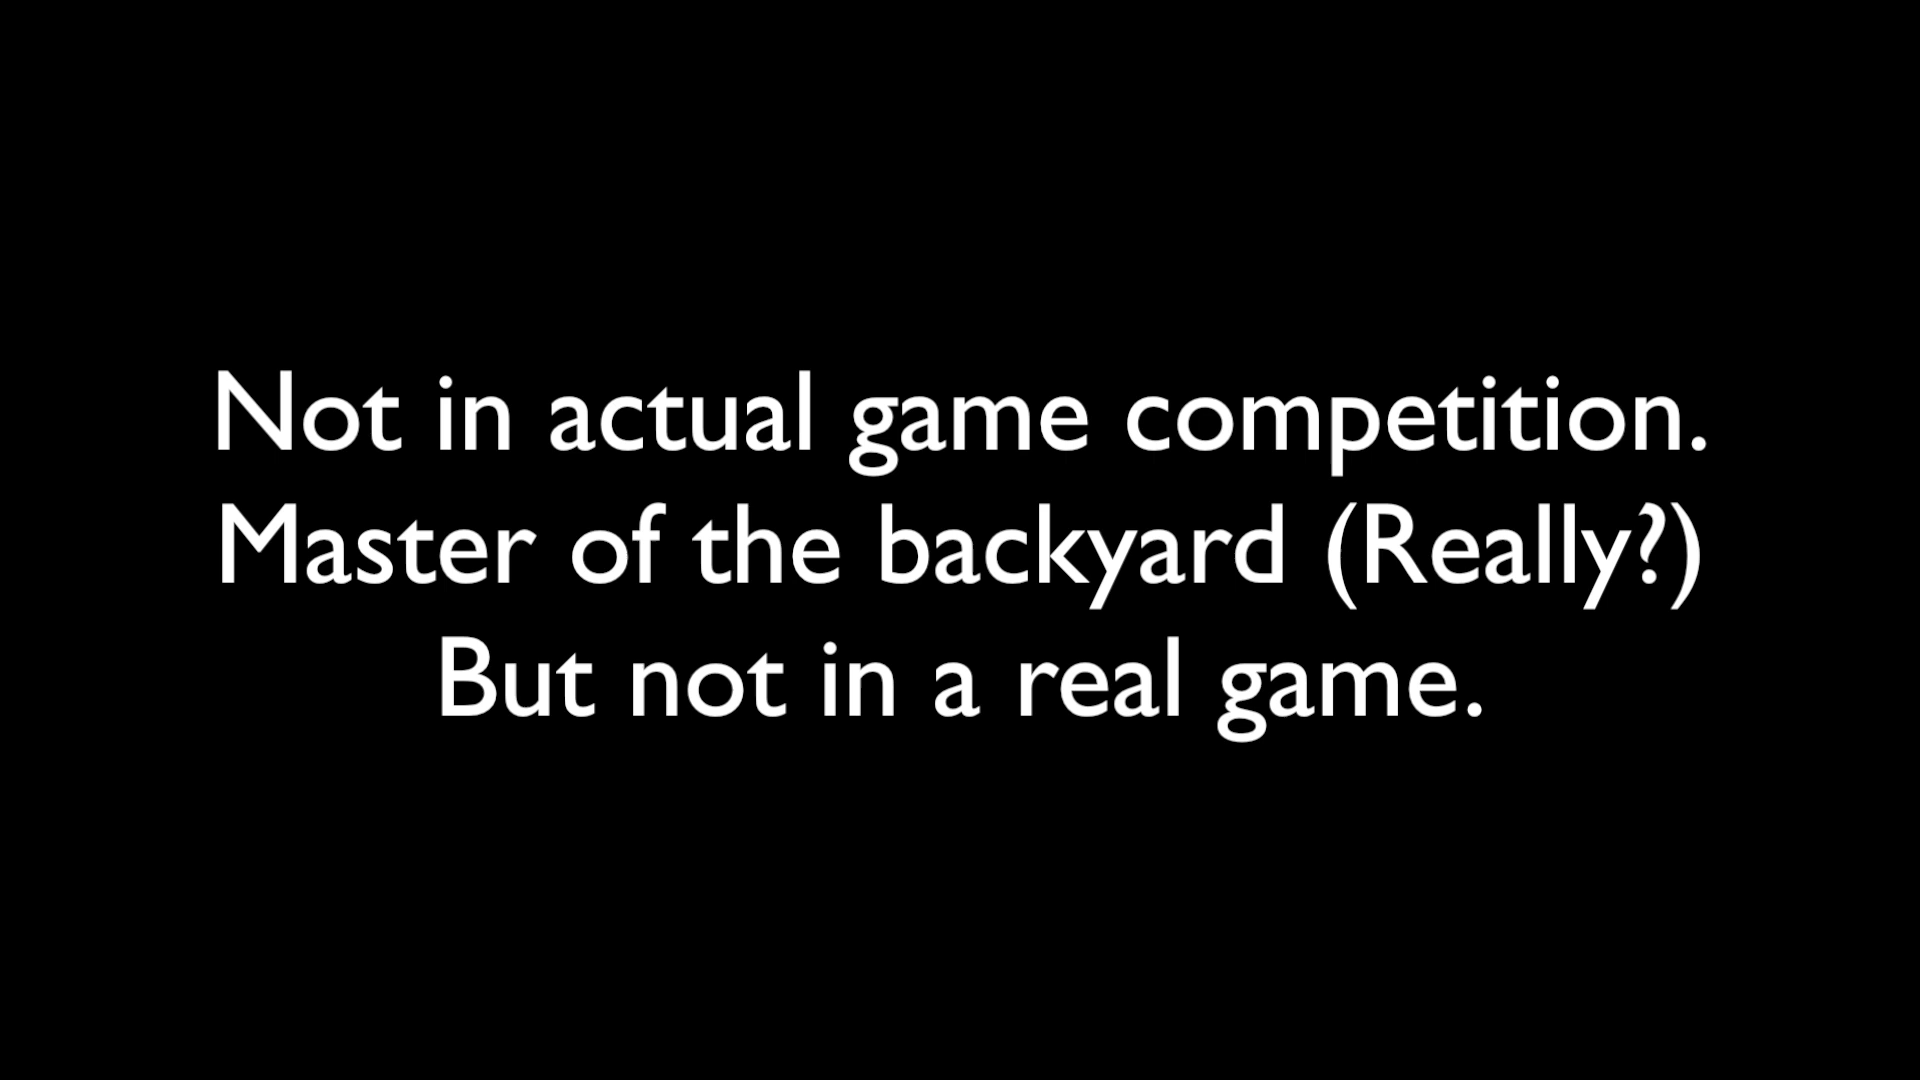 Not in actual game competition.
Master of the backyard (Really?)
But not in a real game.